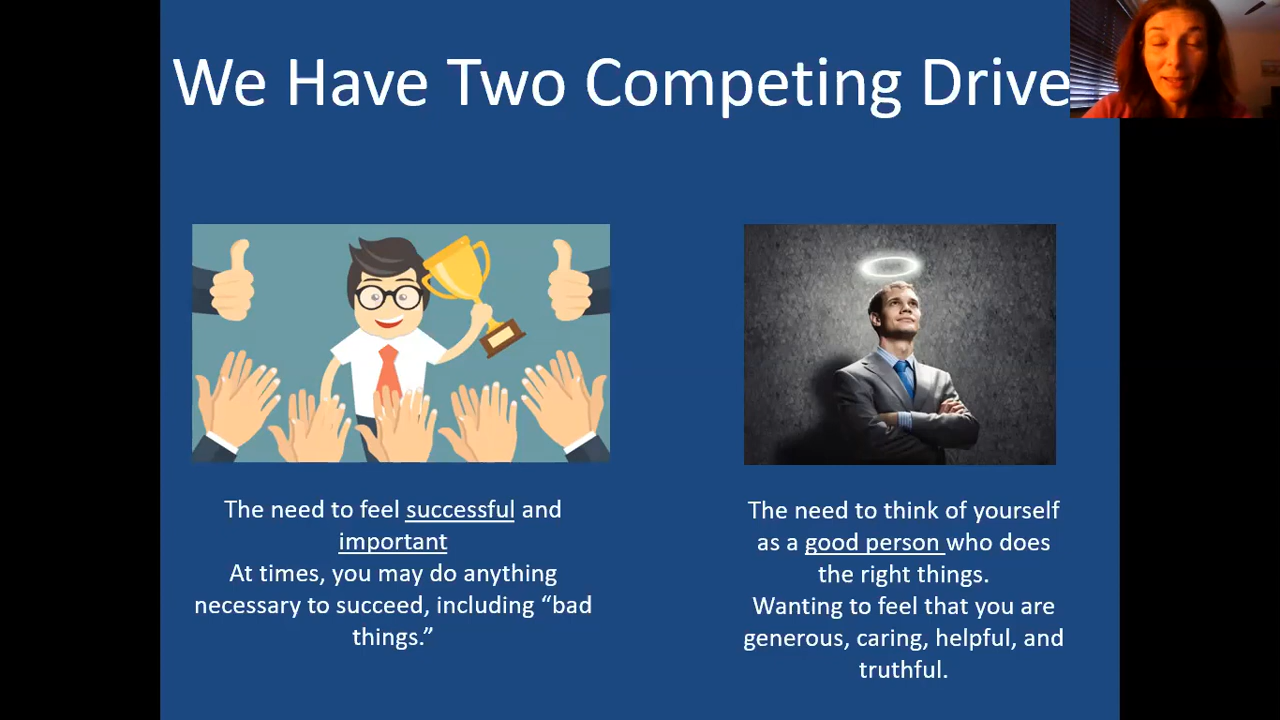 We Have Two Competing Drive
The need to feel successful and
important
At times, you may do anything
necessary to succeed, including “bad
things.”
The need to think of yourself
as a good person who does
the right things.
Wanting to feel that you are
generous, caring, helpful, and
truthful.